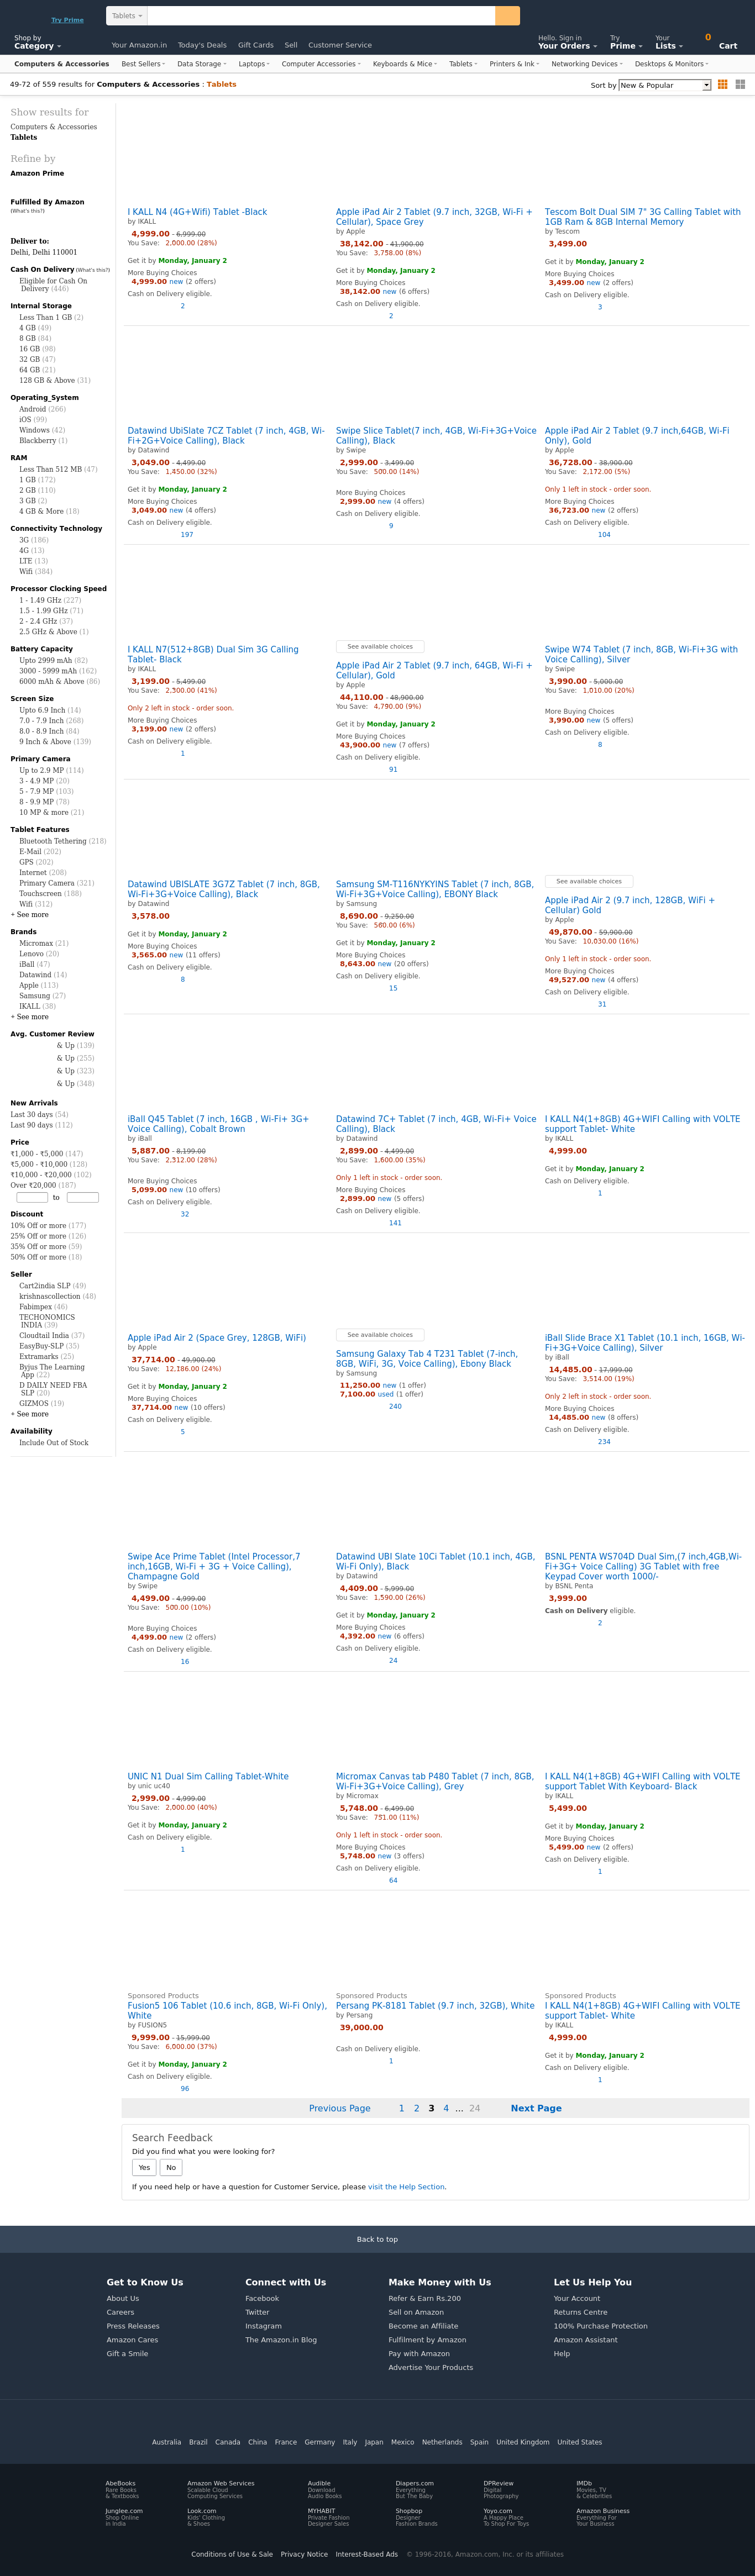 Try Prime
Tablets
Shop by
Category
Your Amazon.in Today's Deals Gift Cards Sell Customer Service
Hello. Sign in
Your Orders
Try
Prime
Your
Lists
0
Cart
Computers & Accessories Best Sellers Data Storage Laptops Computer Accessories Keyboards & Mice Tablets Printers & Ink Networking Devices Desktops & Monitors
49-72 of 559 results for Computers & Accessories : Tablets
Sort by New & Popular
Show results for
Computers & Accessories
Tablets
Refine by
Amazon Prime
Fulfilled By Amazon
(What's this?)
Deliver to:
Delhi, Delhi 110001
Cash On Delivery (What's this?)
Eligible for Cash On
Delivery (446)
Internal Storage
Less Than 1 GB (2)
4 GB (49)
8 GB (84)
16 GB (98)
32 GB (47)
64 GB (21)
128 GB & Above (31)
Operating_System
Android (266)
iOS (99)
Windows (42)
Blackberry (1)
RAM
Less Than 512 MB (47)
1 GB (172)
2 GB (110)
3 GB (2)
4 GB & More (18)
Connectivity Technology
3G (186)
4G (13)
LTE (13)
Wifi (384)
Processor Clocking Speed
1 - 1.49 GHz (227)
1.5 - 1.99 GHz (71)
2 - 2.4 GHz (37)
2.5 GHz & Above (1)
Battery Capacity
Upto 2999 mAh (82)
3000 - 5999 mAh (162)
6000 mAh & Above (86)
Screen Size
Upto 6.9 Inch (14)
7.0 - 7.9 Inch (268)
8.0 - 8.9 Inch (84)
9 Inch & Above (139)
Primary Camera
Up to 2.9 MP (114)
3 - 4.9 MP (20)
5 - 7.9 MP (103)
8 - 9.9 MP (78)
10 MP & more (21)
Tablet Features
Bluetooth Tethering (218)
E-Mail (202)
GPS (202)
Internet (208)
Primary Camera (321)
Touchscreen (188)
Wifi (312)
+ See more
Brands
Micromax (21)
Lenovo (20)
iBall (47)
Datawind (14)
Apple (113)
Samsung (27)
IKALL (38)
+ See more
Avg. Customer Review
& Up (139)
& Up (255)
& Up (323)
& Up (348)
New Arrivals
Last 30 days (54)
Last 90 days (112)
Price
₹1,000 - ₹5,000 (147)
₹5,000 - ₹10,000 (128)
₹10,000 - ₹20,000 (102)
Over ₹20,000 (187)
to
Discount
10% Off or more (177)
25% Off or more (126)
35% Off or more (59)
50% Off or more (18)
Seller
Cart2india SLP (49)
krishnascollection (48)
Fabimpex (46)
TECHONOMICS
INDIA (39)
Cloudtail India (37)
EasyBuy-SLP (35)
Extramarks (25)
Byjus The Learning
App (22)
D DAILY NEED FBA
SLP (20)
GIZMOS (19)
+ See more
Availability
Include Out of Stock
I KALL N4 (4G+Wifi) Tablet -Black
by IKALL
4,999.00 - 6,999.00
You Save: 2,000.00 (28%)
Get it by Monday, January 2
More Buying Choices
4,999.00 new (2 offers)
Cash on Delivery eligible.
2
Apple iPad Air 2 Tablet (9.7 inch, 32GB, Wi-Fi +
Cellular), Space Grey
by Apple
38,142.00 - 41,900.00
You Save: 3,758.00 (8%)
Get it by Monday, January 2
More Buying Choices
38,142.00 new (6 offers)
Cash on Delivery eligible.
2
Tescom Bolt Dual SIM 7" 3G Calling Tablet with
1GB Ram & 8GB Internal Memory
by Tescom
3,499.00
Get it by Monday, January 2
More Buying Choices
3,499.00 new (2 offers)
Cash on Delivery eligible.
3
Datawind UbiSlate 7CZ Tablet (7 inch, 4GB, Wi-
Fi+2G+Voice Calling), Black
by Datawind
3,049.00 - 4,499.00
You Save: 1,450.00 (32%)
Get it by Monday, January 2
More Buying Choices
3,049.00 new (4 offers)
Cash on Delivery eligible.
197
Swipe Slice Tablet(7 inch, 4GB, Wi-Fi+3G+Voice
Calling), Black
by Swipe
2,999.00 - 3,499.00
You Save: 500.00 (14%)
More Buying Choices
2,999.00 new (4 offers)
Cash on Delivery eligible.
9
Apple iPad Air 2 Tablet (9.7 inch,64GB, Wi-Fi
Only), Gold
by Apple
36,728.00 - 38,900.00
You Save: 2,172.00 (5%)
Only 1 left in stock - order soon.
More Buying Choices
36,723.00 new (2 offers)
Cash on Delivery eligible.
104
I KALL N7(512+8GB) Dual Sim 3G Calling
Tablet- Black
by IKALL
3,199.00 - 5,499.00
You Save: 2,300.00 (41%)
Only 2 left in stock - order soon.
More Buying Choices
3,199.00 new (2 offers)
Cash on Delivery eligible.
1
See available choices
Apple iPad Air 2 Tablet (9.7 inch, 64GB, Wi-Fi +
Cellular), Gold
by Apple
44,110.00 - 48,900.00
You Save: 4,790.00 (9%)
Get it by Monday, January 2
More Buying Choices
43,900.00 new (7 offers)
Cash on Delivery eligible.
91
Swipe W74 Tablet (7 inch, 8GB, Wi-Fi+3G with
Voice Calling), Silver
by Swipe
3,990.00 - 5,000.00
You Save: 1,010.00 (20%)
More Buying Choices
3,990.00 new (5 offers)
Cash on Delivery eligible.
8
Datawind UBISLATE 3G7Z Tablet (7 inch, 8GB,
Wi-Fi+3G+Voice Calling), Black
by Datawind
3,578.00
Get it by Monday, January 2
More Buying Choices
3,565.00 new (11 offers)
Cash on Delivery eligible.
8
Samsung SM-T116NYKYINS Tablet (7 inch, 8GB,
Wi-Fi+3G+Voice Calling), EBONY Black
by Samsung
8,690.00 - 9,250.00
You Save: 560.00 (6%)
Get it by Monday, January 2
More Buying Choices
8,643.00 new (20 offers)
Cash on Delivery eligible.
15
See available choices
Apple iPad Air 2 (9.7 inch, 128GB, WiFi +
Cellular) Gold
by Apple
49,870.00 - 59,900.00
You Save: 10,030.00 (16%)
Only 1 left in stock - order soon.
More Buying Choices
49,527.00 new (4 offers)
Cash on Delivery eligible.
31
iBall Q45 Tablet (7 inch, 16GB , Wi-Fi+ 3G+
Voice Calling), Cobalt Brown
by iBall
5,887.00 - 8,199.00
You Save: 2,312.00 (28%)
More Buying Choices
5,099.00 new (10 offers)
Cash on Delivery eligible.
32
Datawind 7C+ Tablet (7 inch, 4GB, Wi-Fi+ Voice
Calling), Black
by Datawind
2,899.00 - 4,499.00
You Save: 1,600.00 (35%)
Only 1 left in stock - order soon.
More Buying Choices
2,899.00 new (5 offers)
Cash on Delivery eligible.
141
I KALL N4(1+8GB) 4G+WIFI Calling with VOLTE
support Tablet- White
by IKALL
4,999.00
Get it by Monday, January 2
Cash on Delivery eligible.
1
Apple iPad Air 2 (Space Grey, 128GB, WiFi)
by Apple
37,714.00 - 49,900.00
You Save: 12,186.00 (24%)
Get it by Monday, January 2
More Buying Choices
37,714.00 new (10 offers)
Cash on Delivery eligible.
5
See available choices
Samsung Galaxy Tab 4 T231 Tablet (7-inch,
8GB, WiFi, 3G, Voice Calling), Ebony Black
by Samsung
11,250.00 new (1 offer)
7,100.00 used (1 offer)
240
iBall Slide Brace X1 Tablet (10.1 inch, 16GB, Wi-
Fi+3G+Voice Calling), Silver
by iBall
14,485.00 - 17,999.00
You Save: 3,514.00 (19%)
Only 2 left in stock - order soon.
More Buying Choices
14,485.00 new (8 offers)
Cash on Delivery eligible.
234
Swipe Ace Prime Tablet (Intel Processor,7
inch,16GB, Wi-Fi + 3G + Voice Calling),
Champagne Gold
by Swipe
4,499.00 - 4,999.00
You Save: 500.00 (10%)
More Buying Choices
4,499.00 new (2 offers)
Cash on Delivery eligible.
16
Datawind UBI Slate 10Ci Tablet (10.1 inch, 4GB,
Wi-Fi Only), Black
by Datawind
4,409.00 - 5,999.00
You Save: 1,590.00 (26%)
Get it by Monday, January 2
More Buying Choices
4,392.00 new (6 offers)
Cash on Delivery eligible.
24
BSNL PENTA WS704D Dual Sim,(7 inch,4GB,Wi-
Fi+3G+ Voice Calling) 3G Tablet with free
Keypad Cover worth 1000/-
by BSNL Penta
3,999.00
Cash on Delivery eligible.
2
UNIC N1 Dual Sim Calling Tablet-White
by unic uc40
2,999.00 - 4,999.00
You Save: 2,000.00 (40%)
Get it by Monday, January 2
Cash on Delivery eligible.
1
Micromax Canvas tab P480 Tablet (7 inch, 8GB,
Wi-Fi+3G+Voice Calling), Grey
by Micromax
5,748.00 - 6,499.00
You Save: 751.00 (11%)
Only 1 left in stock - order soon.
More Buying Choices
5,748.00 new (3 offers)
Cash on Delivery eligible.
64
I KALL N4(1+8GB) 4G+WIFI Calling with VOLTE
support Tablet With Keyboard- Black
by IKALL
5,499.00
Get it by Monday, January 2
More Buying Choices
5,499.00 new (2 offers)
Cash on Delivery eligible.
1
Sponsored Products
Fusion5 106 Tablet (10.6 inch, 8GB, Wi-Fi Only),
White
by FUSION5
9,999.00 - 15,999.00
You Save: 6,000.00 (37%)
Get it by Monday, January 2
Cash on Delivery eligible.
96
Sponsored Products
Persang PK-8181 Tablet (9.7 inch, 32GB), White
by Persang
39,000.00
Cash on Delivery eligible.
1
Sponsored Products
I KALL N4(1+8GB) 4G+WIFI Calling with VOLTE
support Tablet- White
by IKALL
4,999.00
Get it by Monday, January 2
Cash on Delivery eligible.
1
Previous Page 1 2 3 4 ... 24 Next Page
Search Feedback
Did you find what you were looking for?
Yes No
If you need help or have a question for Customer Service, please visit the Help Section.
Back to top
Get to Know Us
About Us
Careers
Press Releases
Amazon Cares
Gift a Smile
Connect with Us
Facebook
Twitter
Instagram
The Amazon.in Blog
Make Money with Us
Refer & Earn Rs.200
Sell on Amazon
Become an Affiliate
Fulfilment by Amazon
Pay with Amazon
Advertise Your Products
Let Us Help You
Your Account
Returns Centre
100% Purchase Protection
Amazon Assistant
Help
Australia Brazil Canada China France Germany Italy Japan Mexico Netherlands Spain United Kingdom United States
AbeBooks
Rare Books
& Textbooks
Amazon Web Services
Scalable Cloud
Computing Services
Audible
Download
Audio Books
Diapers.com
Everything
But The Baby
DPReview
Digital
Photography
IMDb
Movies, TV
& Celebrities
Junglee.com
Shop Online
in India
Look.com
Kids' Clothing
& Shoes
MYHABIT
Private Fashion
Designer Sales
Shopbop
Designer
Fashion Brands
Yoyo.com
A Happy Place
To Shop For Toys
Amazon Business
Everything For
Your Business
Conditions of Use & Sale Privacy Notice Interest-Based Ads © 1996-2016, Amazon.com, Inc. or its affiliates